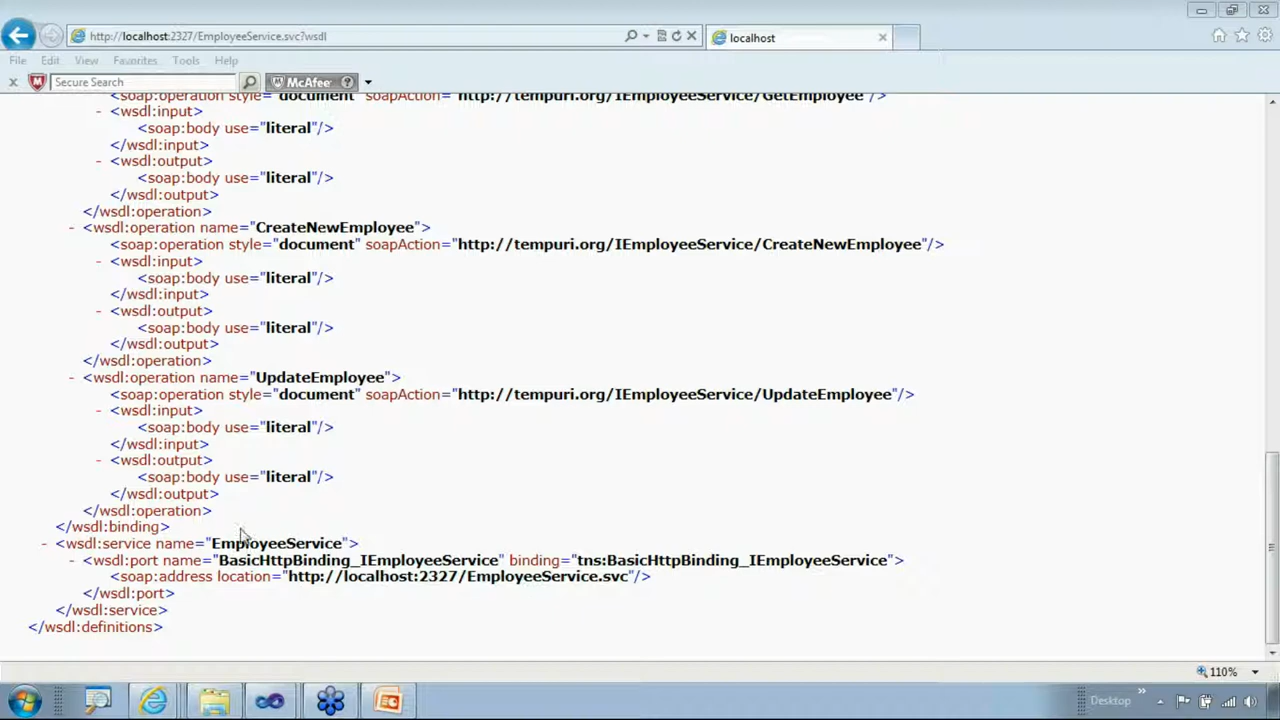 http://localhost:2327/EmployeeService.svc?wsdl
localhost
File Edit View Favorites Tools Help
x Secure Search McAfee ?
<soap:operation style="document" soapAction="http://tempuri.org/IEmployeeService/GetEmployee"/>
- <wsdl:input>
<soap:body use="literal"/>
</wsdl:input>
- <wsdl:output>
<soap:body use="literal"/>
</wsdl:output>
</wsdl:operation>
- <wsdl:operation name="CreateNewEmployee">
<soap:operation style="document" soapAction="http://tempuri.org/IEmployeeService/CreateNewEmployee"/>
- <wsdl:input>
<soap:body use="literal"/>
</wsdl:input>
- <wsdl:output>
<soap:body use="literal"/>
</wsdl:output>
</wsdl:operation>
- <wsdl:operation name="UpdateEmployee">
<soap:operation style="document" soapAction="http://tempuri.org/IEmployeeService/UpdateEmployee"/>
- <wsdl:input>
<soap:body use="literal"/>
</wsdl:input>
- <wsdl:output>
<soap:body use="literal"/>
</wsdl:output>
</wsdl:operation>
</wsdl:binding>
- <wsdl:service name="EmployeeService">
- <wsdl:port name="BasicHttpBinding_IEmployeeService" binding="tns:BasicHttpBinding_IEmployeeService">
<soap:address location="http://localhost:2327/EmployeeService.svc"/>
</wsdl:port>
</wsdl:service>
</wsdl:definitions>
110%
Desktop